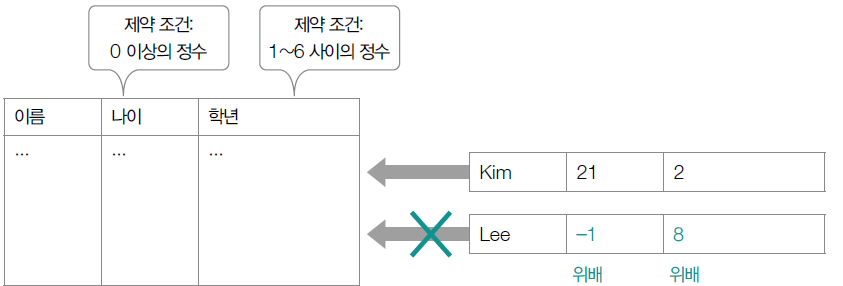 제약 조건:
0 이상의 정수
제약 조건:
1~6 사이의 정수
이름 나이 학년
... ... ...
Kim 21 2
Lee –1 8
위배 위배